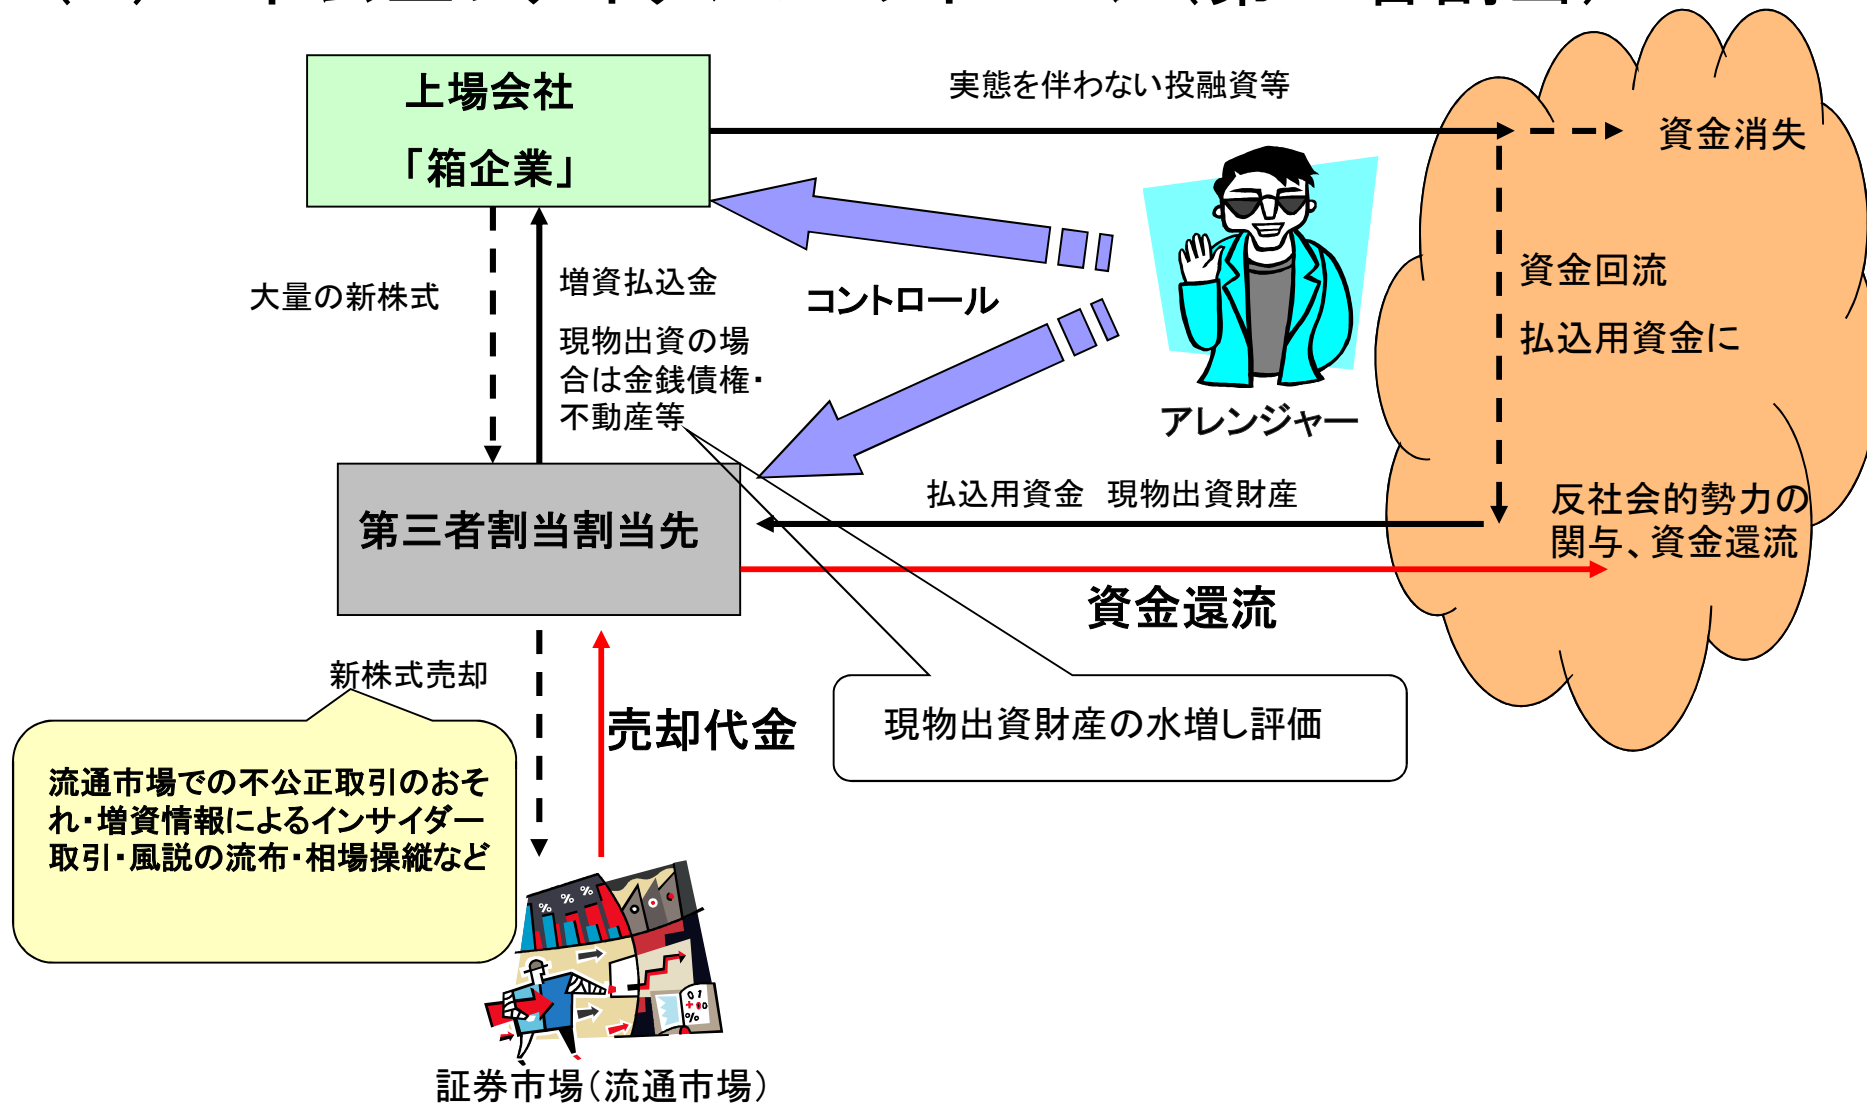 上場会社
「箱企業」
実態を伴わない投融資等
資金消失
大量の新株式
増資払込金
現物出資の場
合は金銭債権・
不動産等
コントロール
アレンジャー
資金回流
払込用資金に
第三者割当割当先
払込用資金 現物出資財産
反社会的勢力の
関与、資金還流
資金還流
新株式売却
売却代金
現物出資財産の水増し評価
流通市場での不公正取引のおそ
れ・増資情報によるインサイダー
取引・風説の流布・相場操縦など
% % %
0 1
%
証券市場(流通市場)